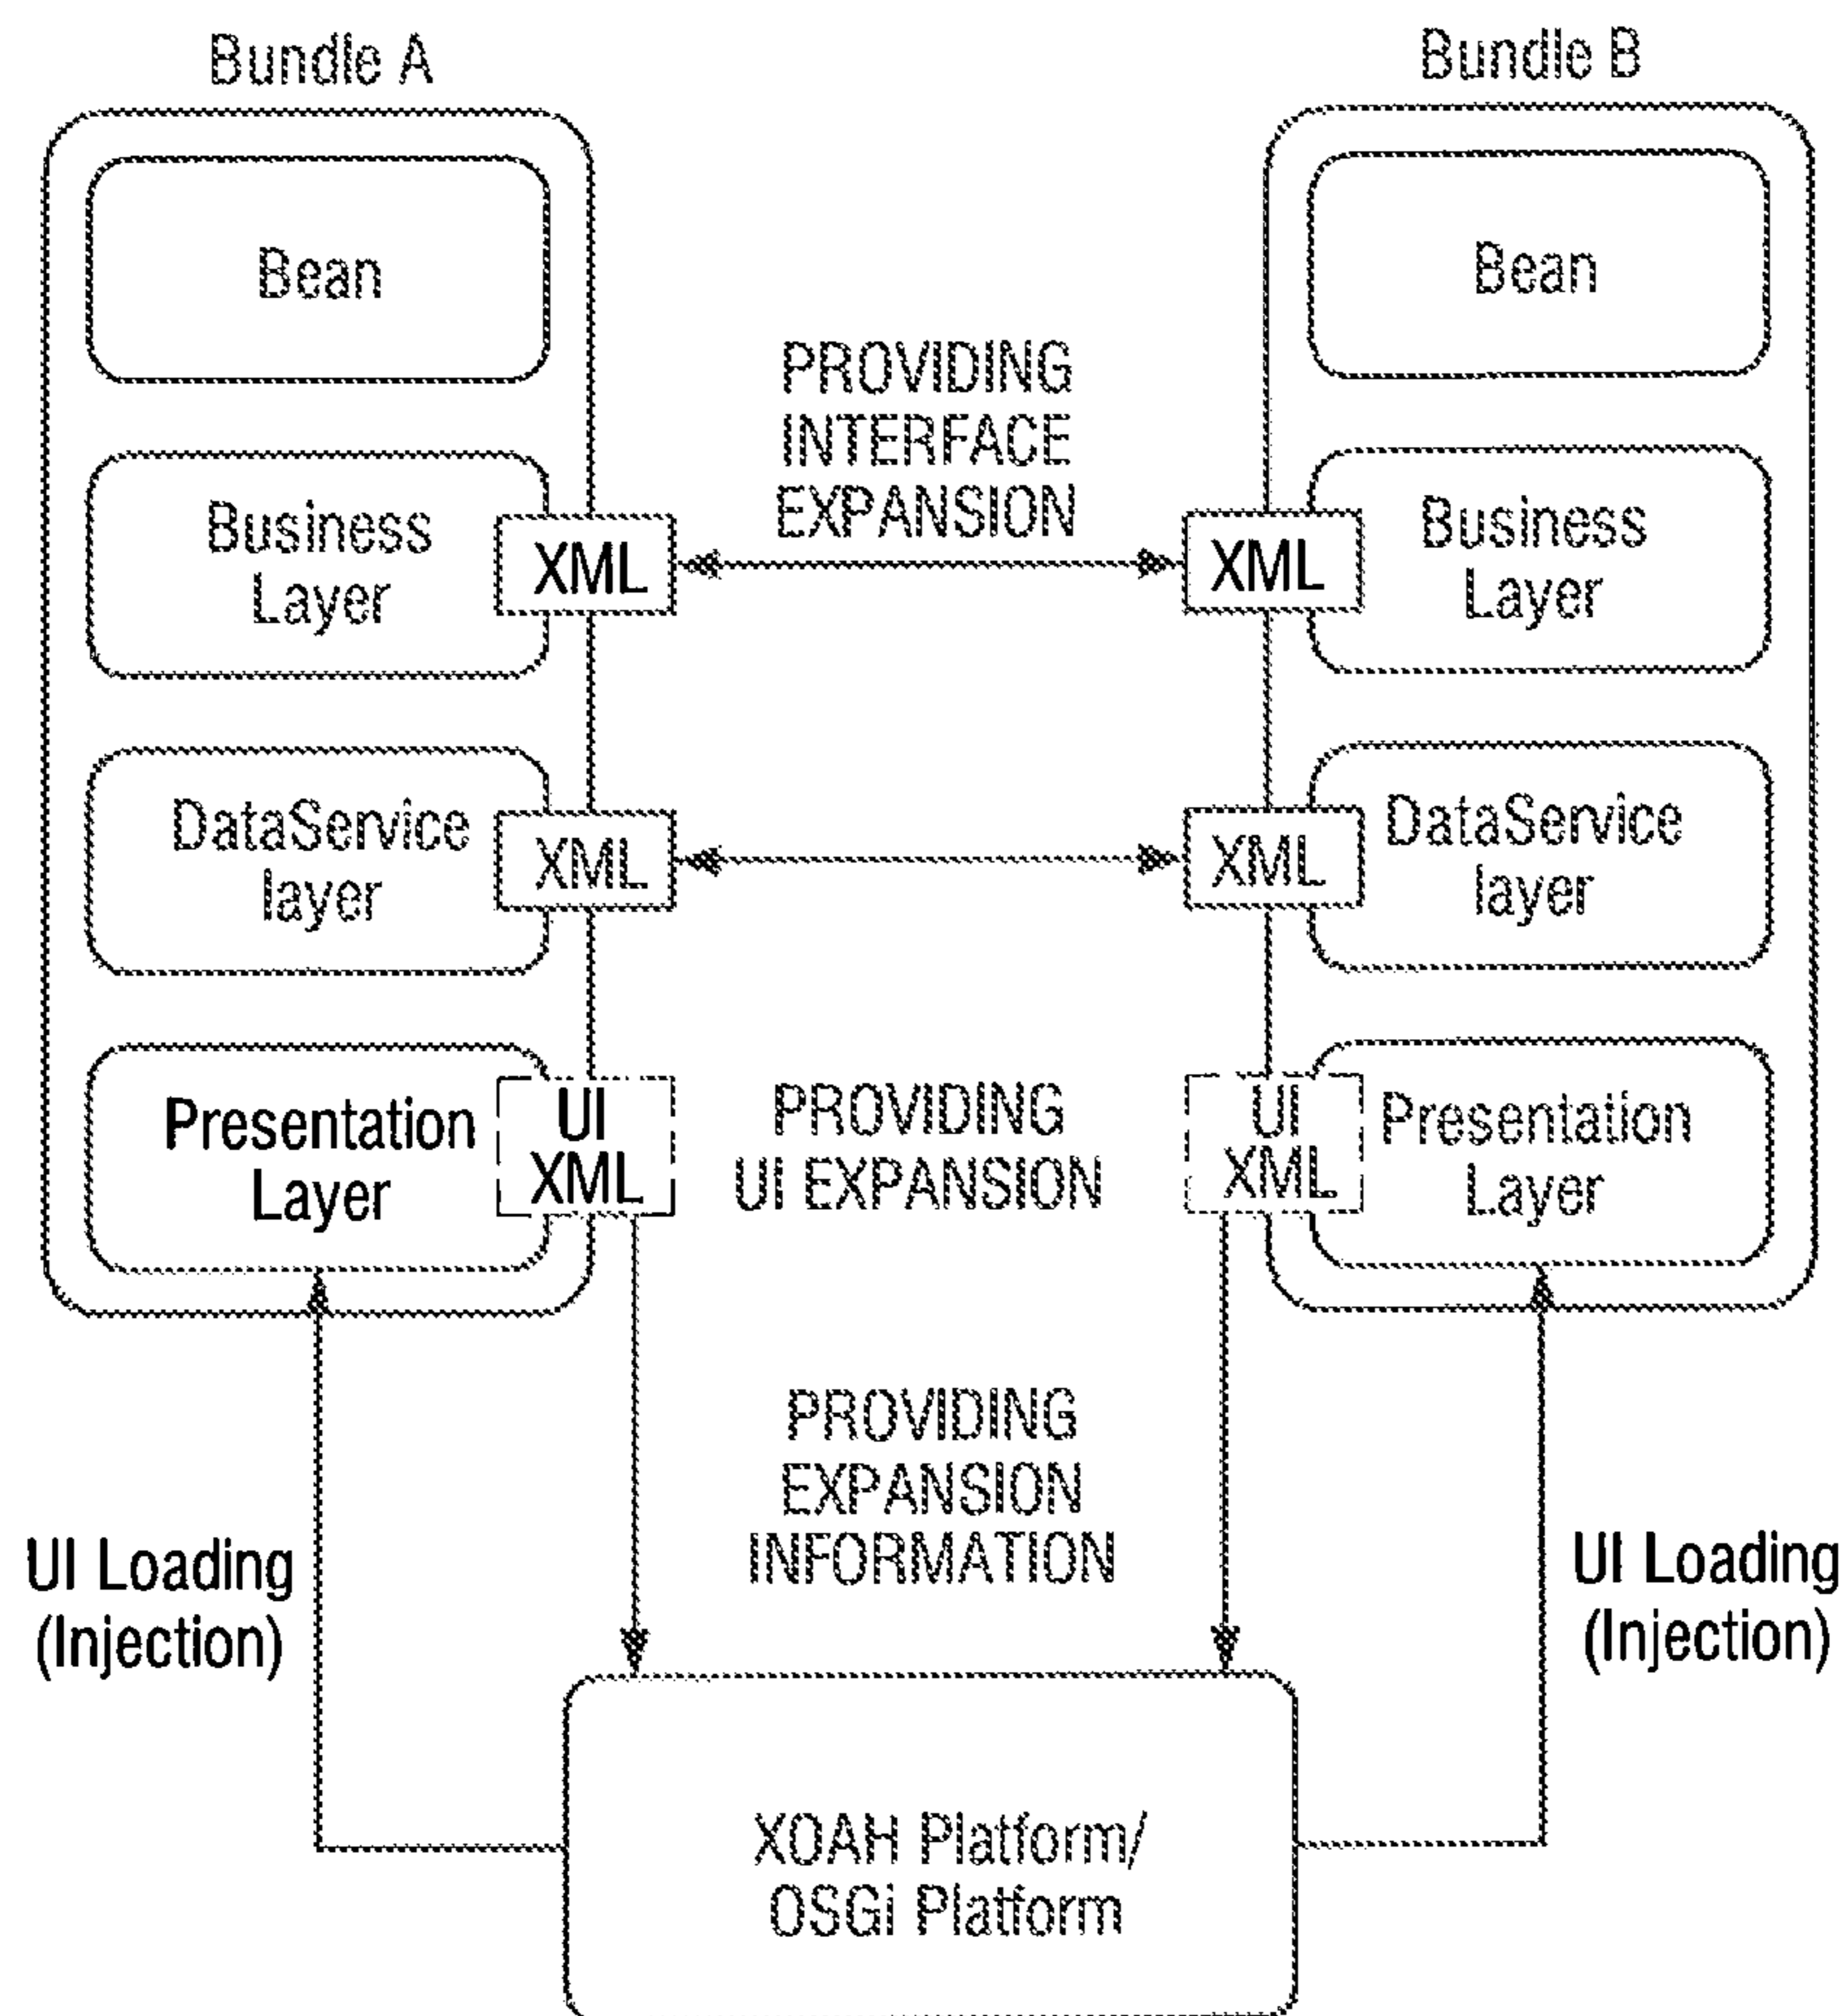 Bundle A
Bundle B
Bean
Bean
PROVIDING
INTERFACE
EXPANSION
Business
Layer
XML
XML
Business
Layer
DataService
layer
XML
XML
DataService
layer
Presentation
Layer
UI
XML
PROVIDING
UI EXPANSION
UI
XML
Presentation
Layer
PROVIDING
EXPANSION
INFORMATION
UI Loading
(Injection)
UI Loading
(Injection)
XOAH Platform/
OSGi Platform